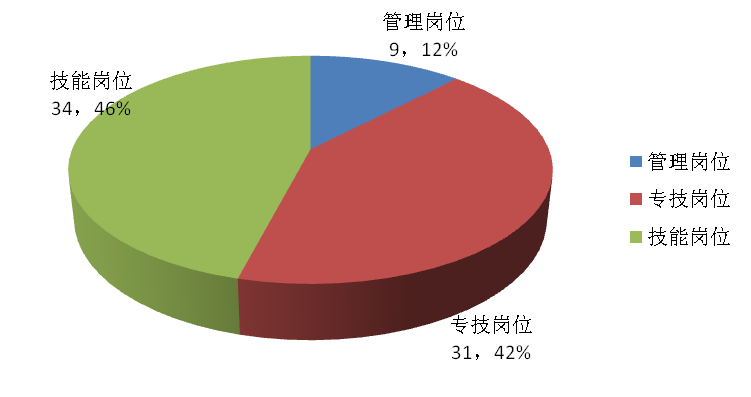 管理岗位
9，12%
技能岗位
34，46%
管理岗位
专技岗位
技能岗位
专技岗位
31，42%